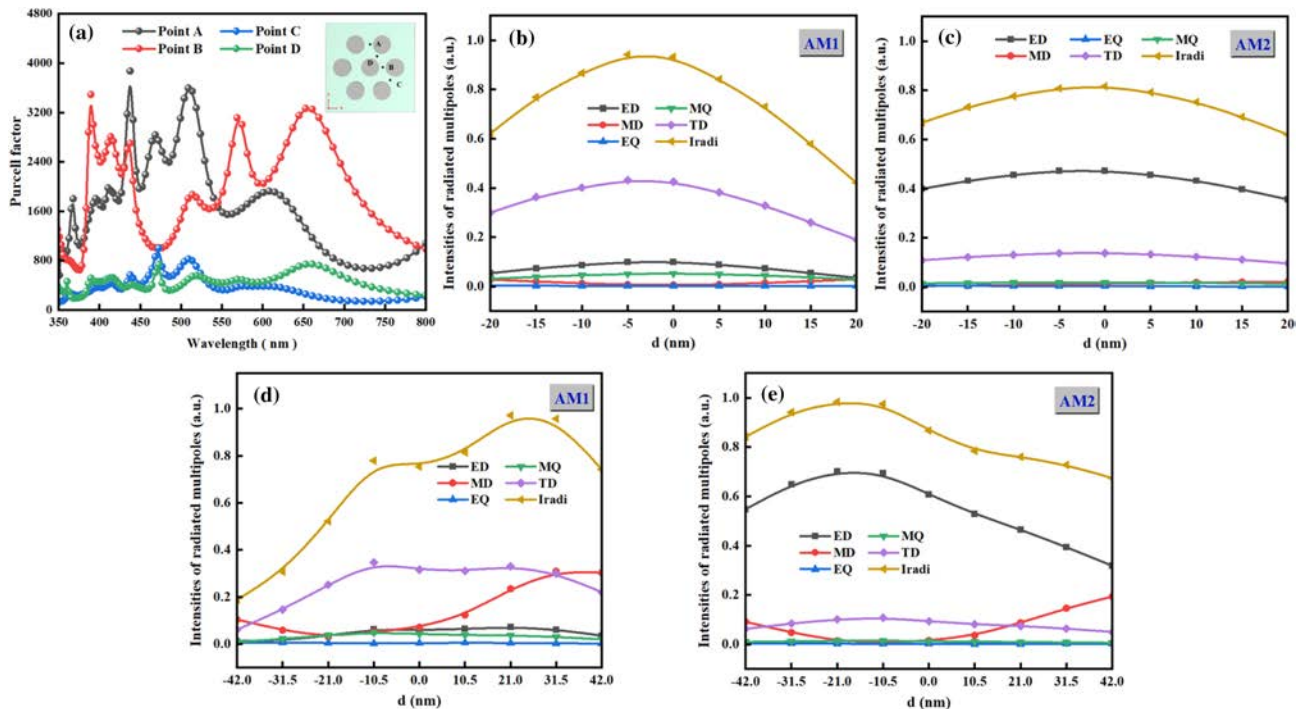 (a)
Point A
Point C
Point B
Point D
A
D
B
C
4800
4000
3200
2400
1600
800
0
Purcell factor
350
400
450
500
550
600
650
700
750
800
Wavelength ( nm )
(b)
AM1
ED
MQ
MD
TD
EQ
Iradi
1.0
0.8
0.6
0.4
0.2
0.0
Intensities of radiated multipoles (a.u.)
-20
-15
-10
-5
0
5
10
15
20
d (nm)
(c)
AM2
ED
EQ
MQ
MD
TD
Iradi
1.0
0.8
0.6
0.4
0.2
0.0
Intensities of radiated multipoles (a.u.)
-20
-15
-10
-5
0
5
10
15
20
d (nm)
(d)
AM1
ED
MQ
MD
TD
EQ
Iradi
1.0
0.8
0.6
0.4
0.2
0.0
Intensities of radiated multipoles (a.u.)
-42.0
-31.5
-21.0
-10.5
0.0
10.5
21.0
31.5
42.0
d (nm)
(e)
AM2
ED
MQ
MD
TD
EQ
Iradi
1.0
0.8
0.6
0.4
0.2
0.0
Intensities of radiated multipoles (a.u.)
-42.0
-31.5
-21.0
-10.5
0.0
10.5
21.0
31.5
42.0
d (nm)